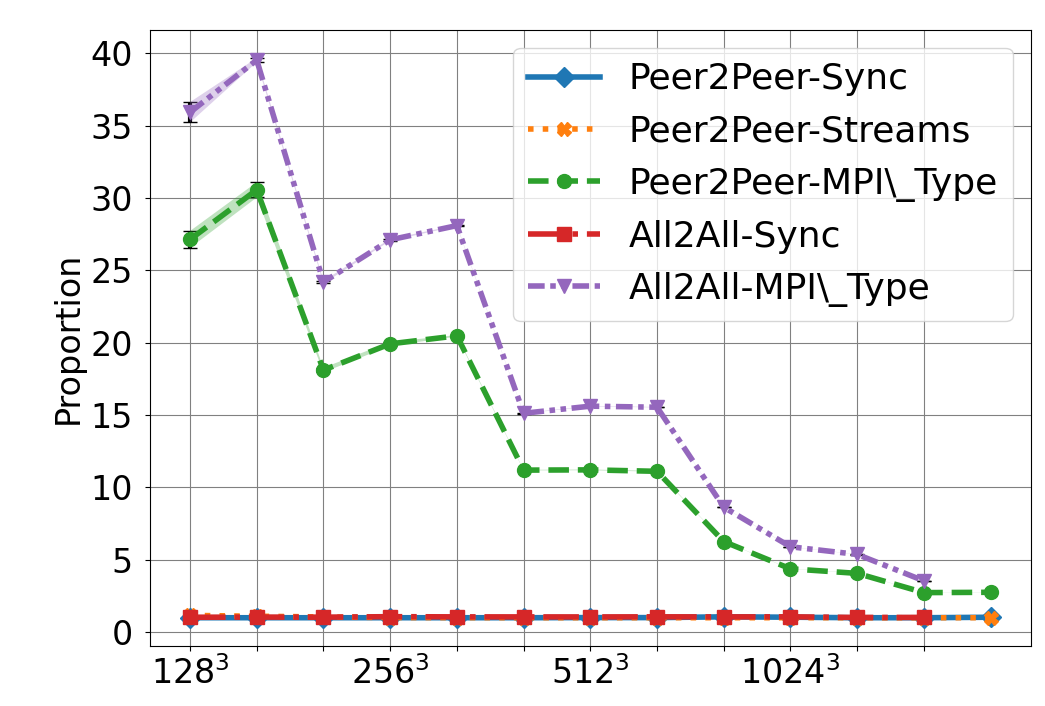 Proportion
40
35
30
25
20
15
10
5
0
128³
256³
512³
1024³
Peer2Peer-Sync
Peer2Peer-Streams
Peer2Peer-MPI\_Type
All2All-Sync
All2All-MPI\_Type